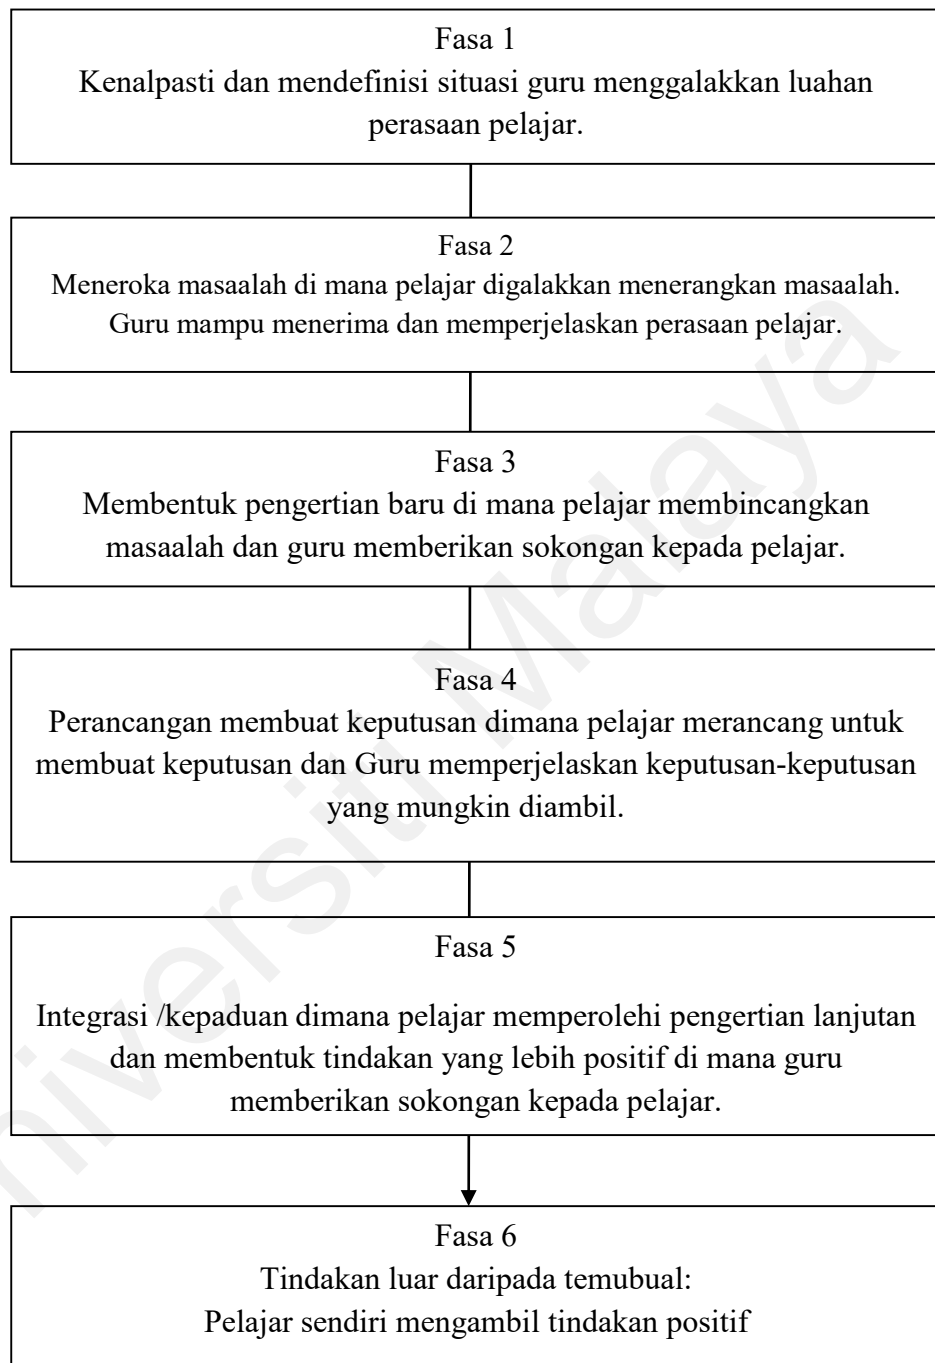 Fasa 1
Kenalpasti dan mendefinisi situasi guru menggalakkan luahan
perasaan pelajar.
Fasa 2
Meneroka masaalah di mana pelajar digalakkan menerangkan masaalah.
Guru mampu menerima dan memperjelaskan perasaan pelajar.
Fasa 3
Membentuk pengertian baru di mana pelajar membincangkan
masaalah dan guru memberikan sokongan kepada pelajar.
Fasa 4
Perancangan membuat keputusan dimana pelajar merancang untuk
membuat keputusan dan Guru memperjelaskan keputusan-keputusan
yang mungkin diambil.
Fasa 5
Integrasi /kepaduan dimana pelajar memperolehi pengertian lanjutan
dan membentuk tindakan yang lebih positif di mana guru
memberikan sokongan kepada pelajar.
Fasa 6
Tindakan luar daripada temubual:
Pelajar sendiri mengambil tindakan positif
niversiti Malaya